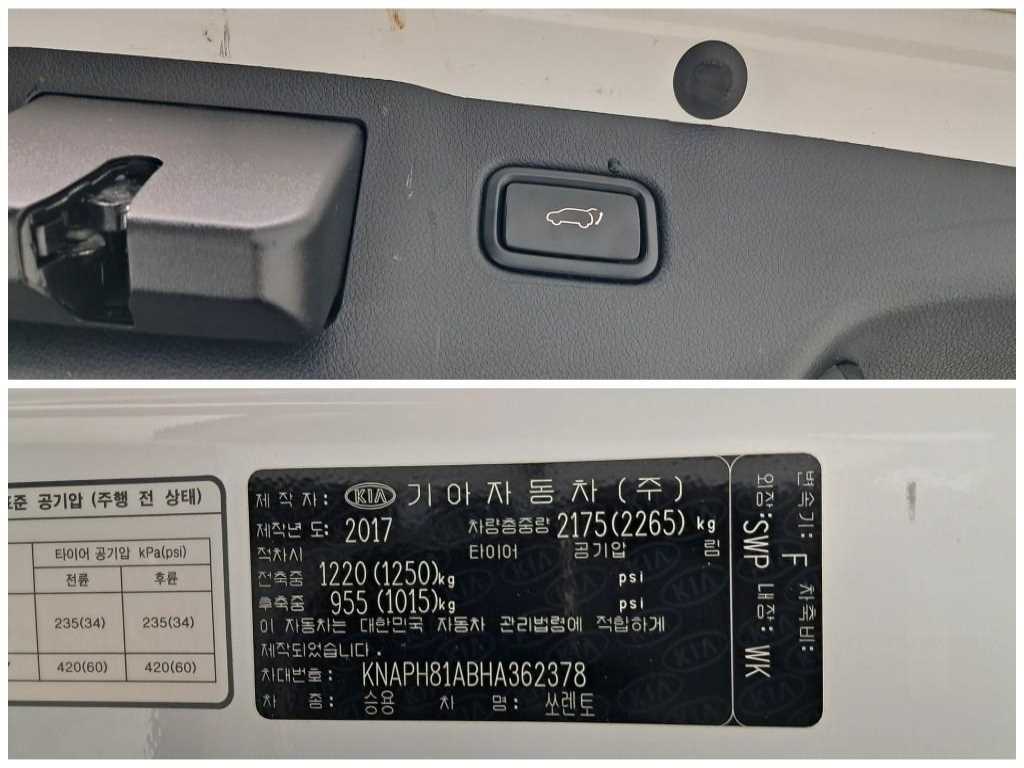 표준 공기압 (주행 전 상태)
타이어 공기압 kPa(psi)
전륜 후륜
235(34) 235(34)
420(60) 420(60)
제 작 자: KIA 기아자동차(주)
제작년도: 2017 차량총중량 2175(2265) kg
적차시 타이어 공기압 림
전축중 1220(1250)kg psi
후축중 955(1015)kg psi
이 자동차는 대한민국 자동차 관리법령에 적합하게
제작되었습니다.
차대번호: KNAPH81ABHA362378
차 종: 승용 차 명: 쏘렌토
변속기: F 차축비:
외장: SWP 내장: WK